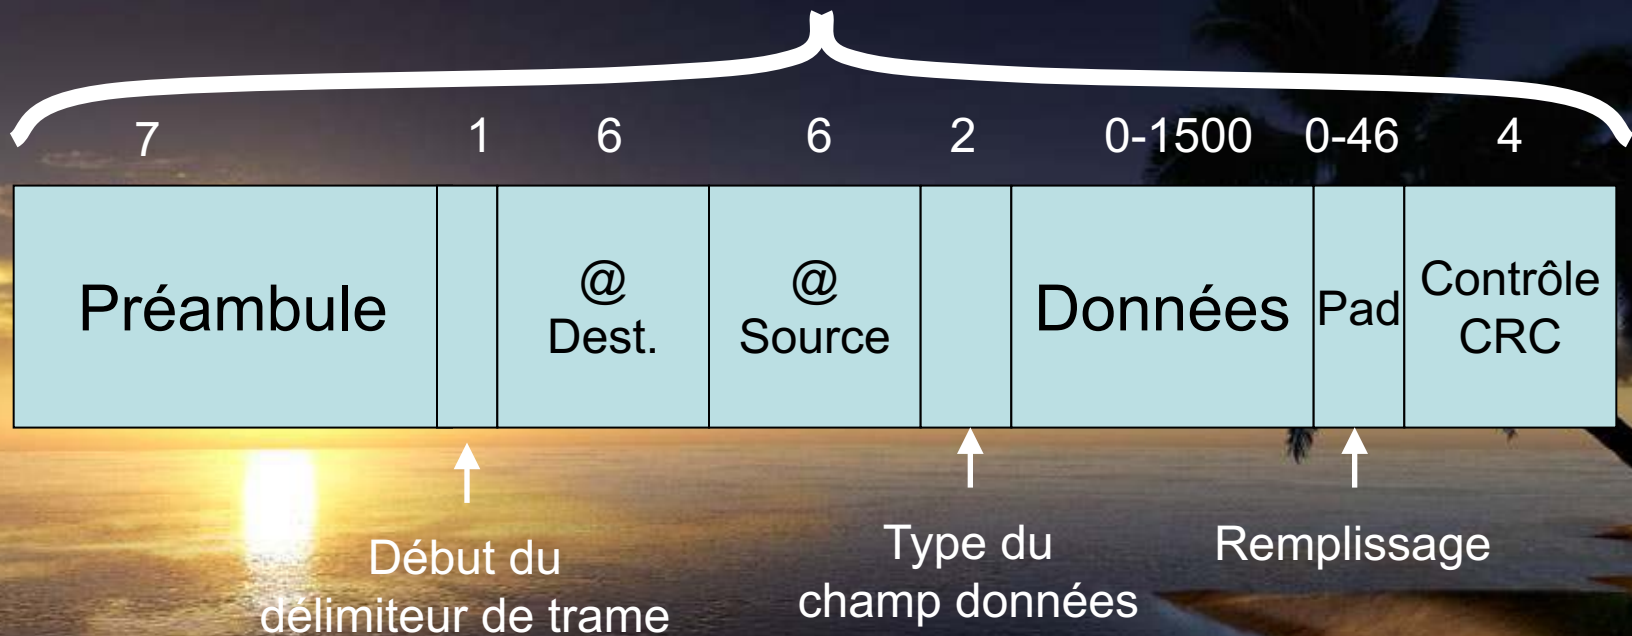 7 1 6 6 2 0-1500 0-46 4
Préambule
@
Dest.
@
Source
Données
Pad
Contrôle
CRC
Début du
délimiteur de trame
Type du
champ données
Remplissage